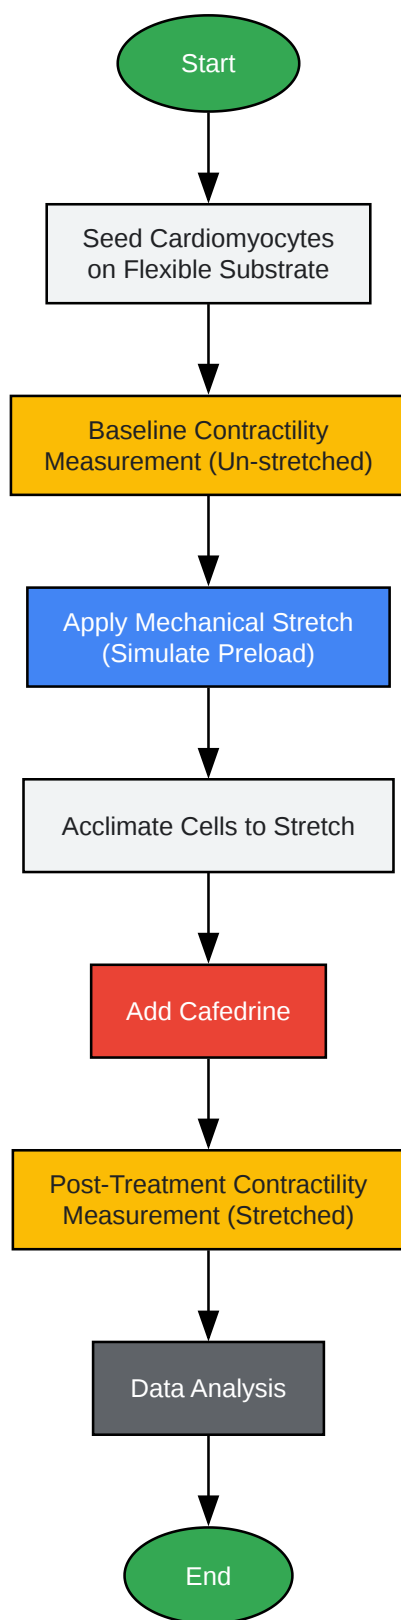 Start
Seed Cardiomyocytes
on Flexible Substrate
Baseline Contractility
Measurement (Un-stretched)
Apply Mechanical Stretch
(Simulate Preload)
Acclimate Cells to Stretch
Add Cafedrine
Post-Treatment Contractility
Measurement (Stretched)
Data Analysis
End